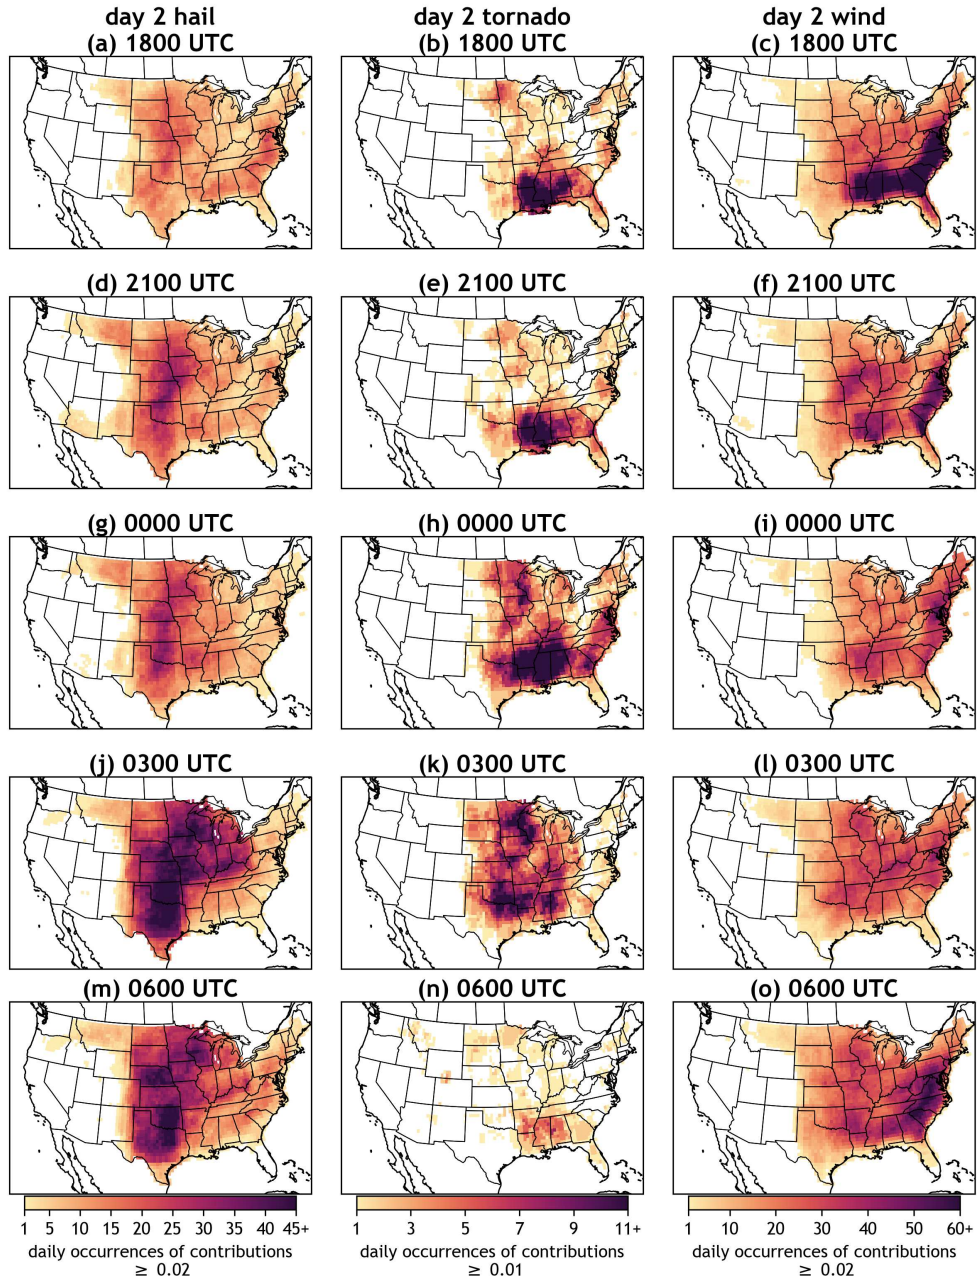 day 2 hail day 2 tornado day 2 wind
(a) 1800 UTC (b) 1800 UTC (c) 1800 UTC
(d) 2100 UTC (e) 2100 UTC (f) 2100 UTC
(g) 0000 UTC (h) 0000 UTC (i) 0000 UTC
(j) 0300 UTC (k) 0300 UTC (l) 0300 UTC
(m) 0600 UTC (n) 0600 UTC (o) 0600 UTC
1 5 10 15 20 25 30 35 40 45+ 1 3 5 7 9 11+ 1 10 20 30 40 50 60+
daily occurrences of contributions daily occurrences of contributions daily occurrences of contributions
≥ 0.02 ≥ 0.01 ≥ 0.02